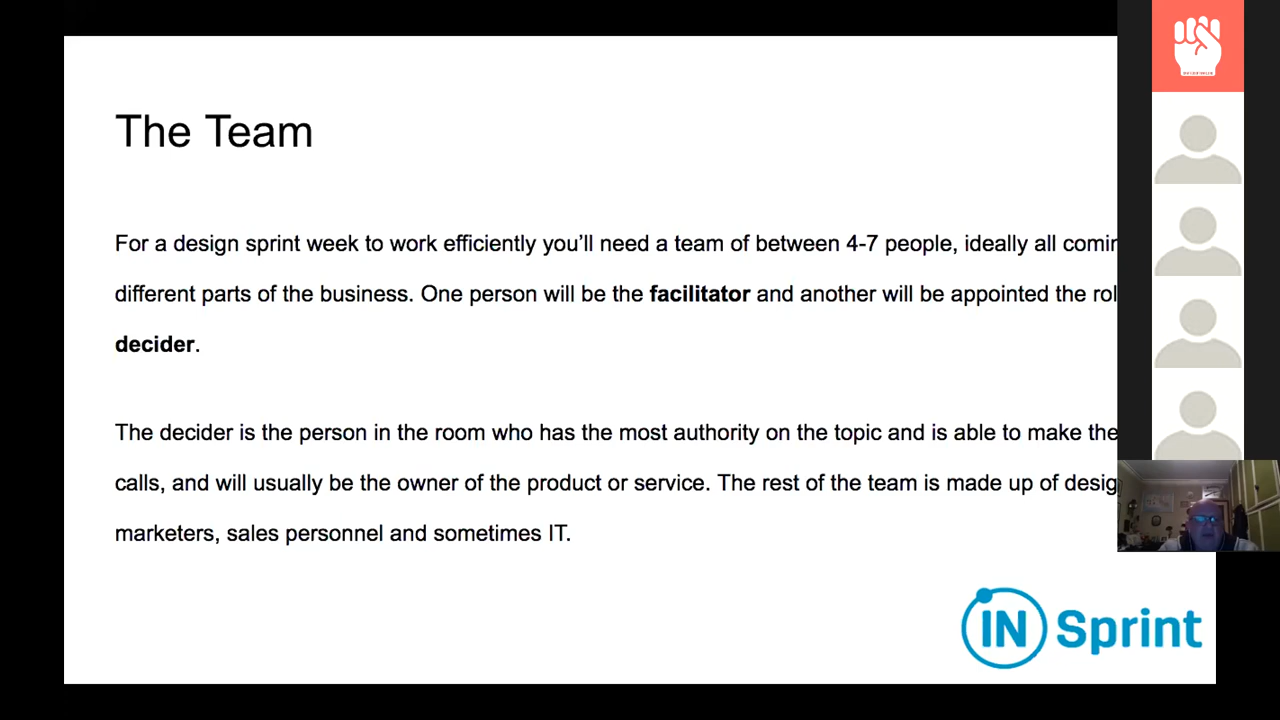 The Team
For a design sprint week to work efficiently you’ll need a team of between 4-7 people, ideally all
different parts of the business. One person will be the facilitator and another will be appointed the
decider.
The decider is the person in the room who has the most authority on the topic and is able to make the
calls, and will usually be the owner of the product or service. The rest of the team is made up of
marketers, sales personnel and sometimes IT.
IN Sprint